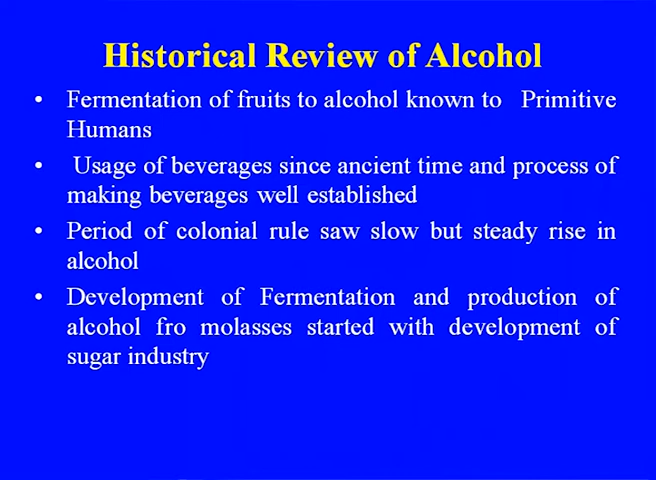 Historical Review of Alcohol
• Fermentation of fruits to alcohol known to Primitive
Humans
• Usage of beverages since ancient time and process of
making beverages well established
• Period of colonial rule saw slow but steady rise in
alcohol
• Development of Fermentation and production of
alcohol fro molasses started with development of
sugar industry